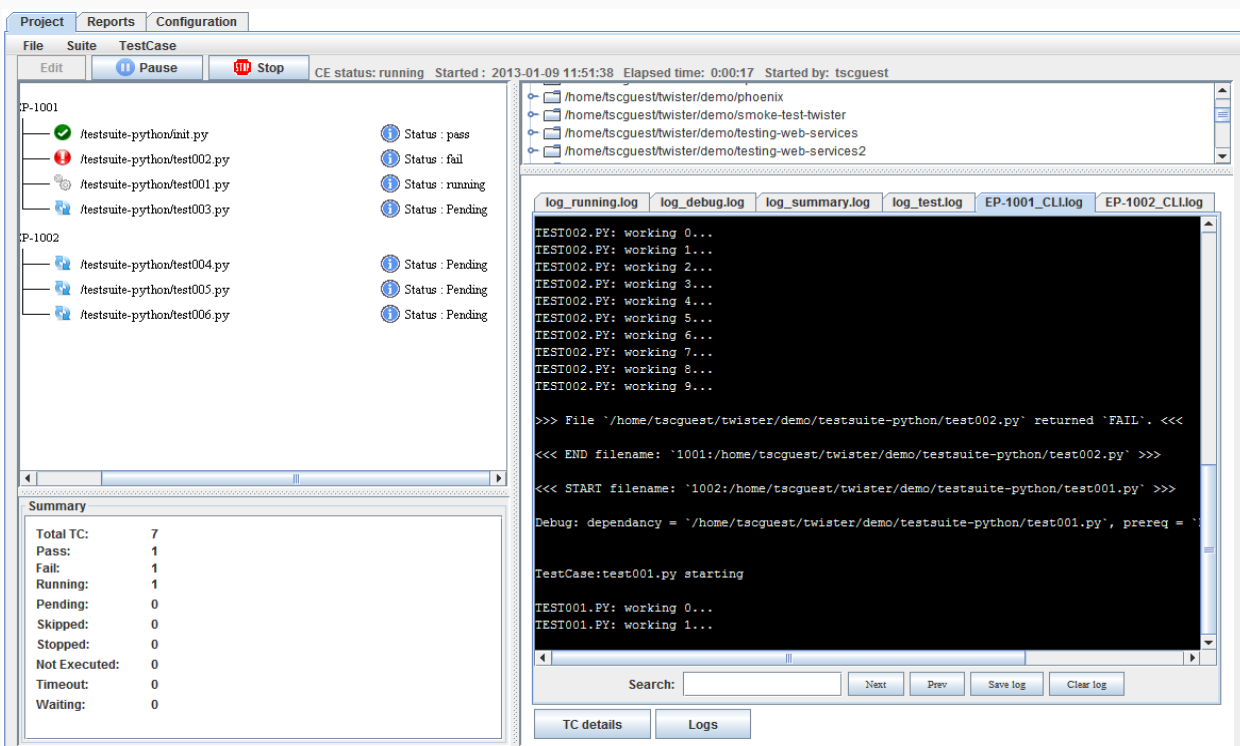 Project Reports Configuration
File Suite TestCase
Edit Pause STOP Stop CE status: running Started : 2013-01-09 11:51:38 Elapsed time: 0:00:17 Started by: tscguest
EP-1001
/testsuite-python/init.py Status : pass
/testsuite-python/test002.py Status : fail
/testsuite-python/test001.py Status : running
/testsuite-python/test003.py Status : Pending
EP-1002
/testsuite-python/test004.py Status : Pending
/testsuite-python/test005.py Status : Pending
/testsuite-python/test006.py Status : Pending
Summary
Total TC: 7
Pass: 1
Fail: 1
Running: 1
Pending: 0
Skipped: 0
Stopped: 0
Not Executed: 0
Timeout: 0
Waiting: 0
/home/tscguest/twister/demo/phoenix
/home/tscguest/twister/demo/smoke-test-twister
/home/tscguest/twister/demo/testing-web-services
/home/tscguest/twister/demo/testing-web-services2
log_running.log log_debug.log log_summary.log log_test.log EP-1001_CLI.log EP-1002_CLI.log
TEST002.PY: working 0...
TEST002.PY: working 1...
TEST002.PY: working 2...
TEST002.PY: working 3...
TEST002.PY: working 4...
TEST002.PY: working 5...
TEST002.PY: working 6...
TEST002.PY: working 7...
TEST002.PY: working 8...
TEST002.PY: working 9...
>>> File `/home/tscguest/twister/demo/testsuite-python/test002.py` returned `FAIL`. <<<
<<< END filename: `1001:/home/tscguest/twister/demo/testsuite-python/test002.py` >>>
<<< START filename: `1002:/home/tscguest/twister/demo/testsuite-python/test001.py` >>>
Debug: dependancy = `/home/tscguest/twister/demo/testsuite-python/test001.py`, prereq = `
TestCase:test001.py starting
TEST001.PY: working 0...
TEST001.PY: working 1...
Search: Next Prev Save log Clear log
TC details Logs